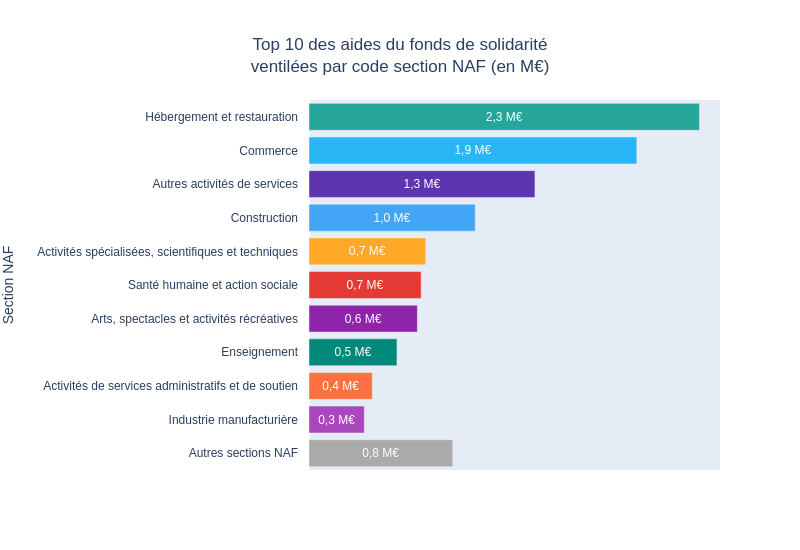 Top 10 des aides du fonds de solidarité
ventilées par code section NAF (en M€)
Section NAF
Hébergement et restauration 2,3 M€
Commerce 1,9 M€
Autres activités de services 1,3 M€
Construction 1,0 M€
Activités spécialisées, scientifiques et techniques 0,7 M€
Santé humaine et action sociale 0,7 M€
Arts, spectacles et activités récréatives 0,6 M€
Enseignement 0,5 M€
Activités de services administratifs et de soutien 0,4 M€
Industrie manufacturière 0,3 M€
Autres sections NAF 0,8 M€